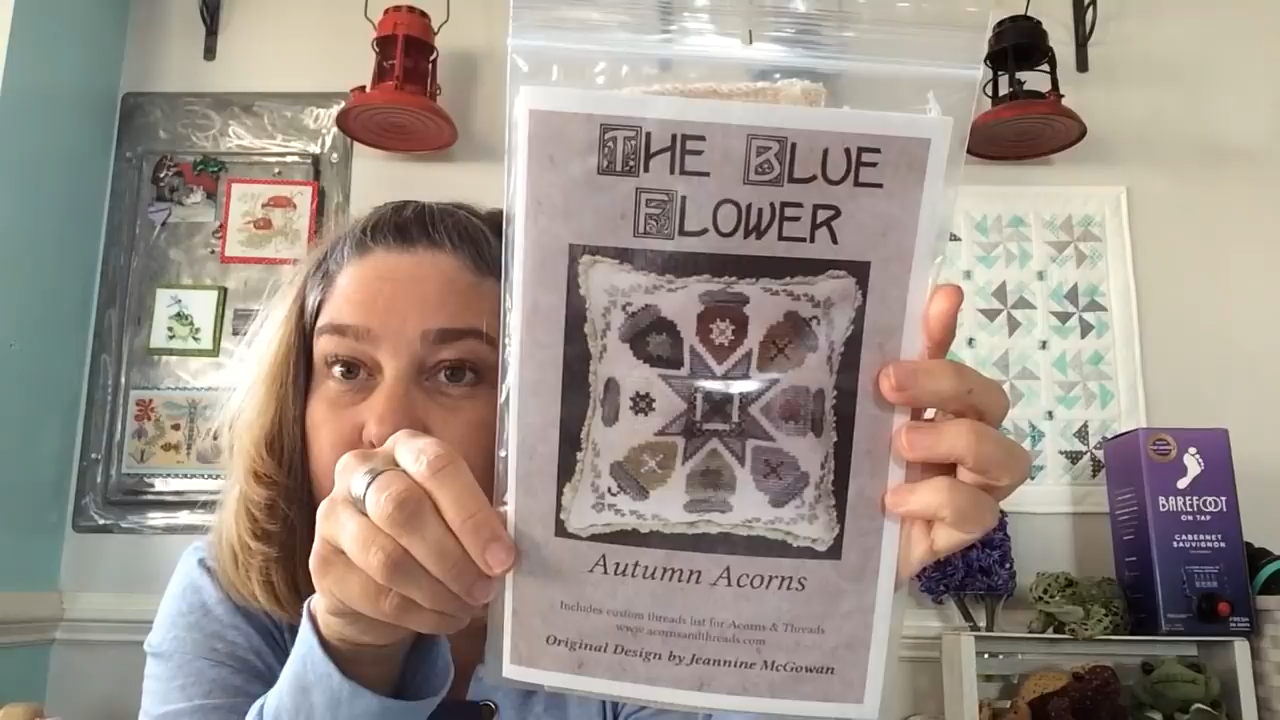 THE BLUE
FLOWER
Autumn Acorns
Includes custom threads list for Acorns & Threads
www.acornsandthreads.com
Original Design by Jeannine McGowan
BAREFOOT
ON TAP
CABERNET
SAUVIGNON
FRESH